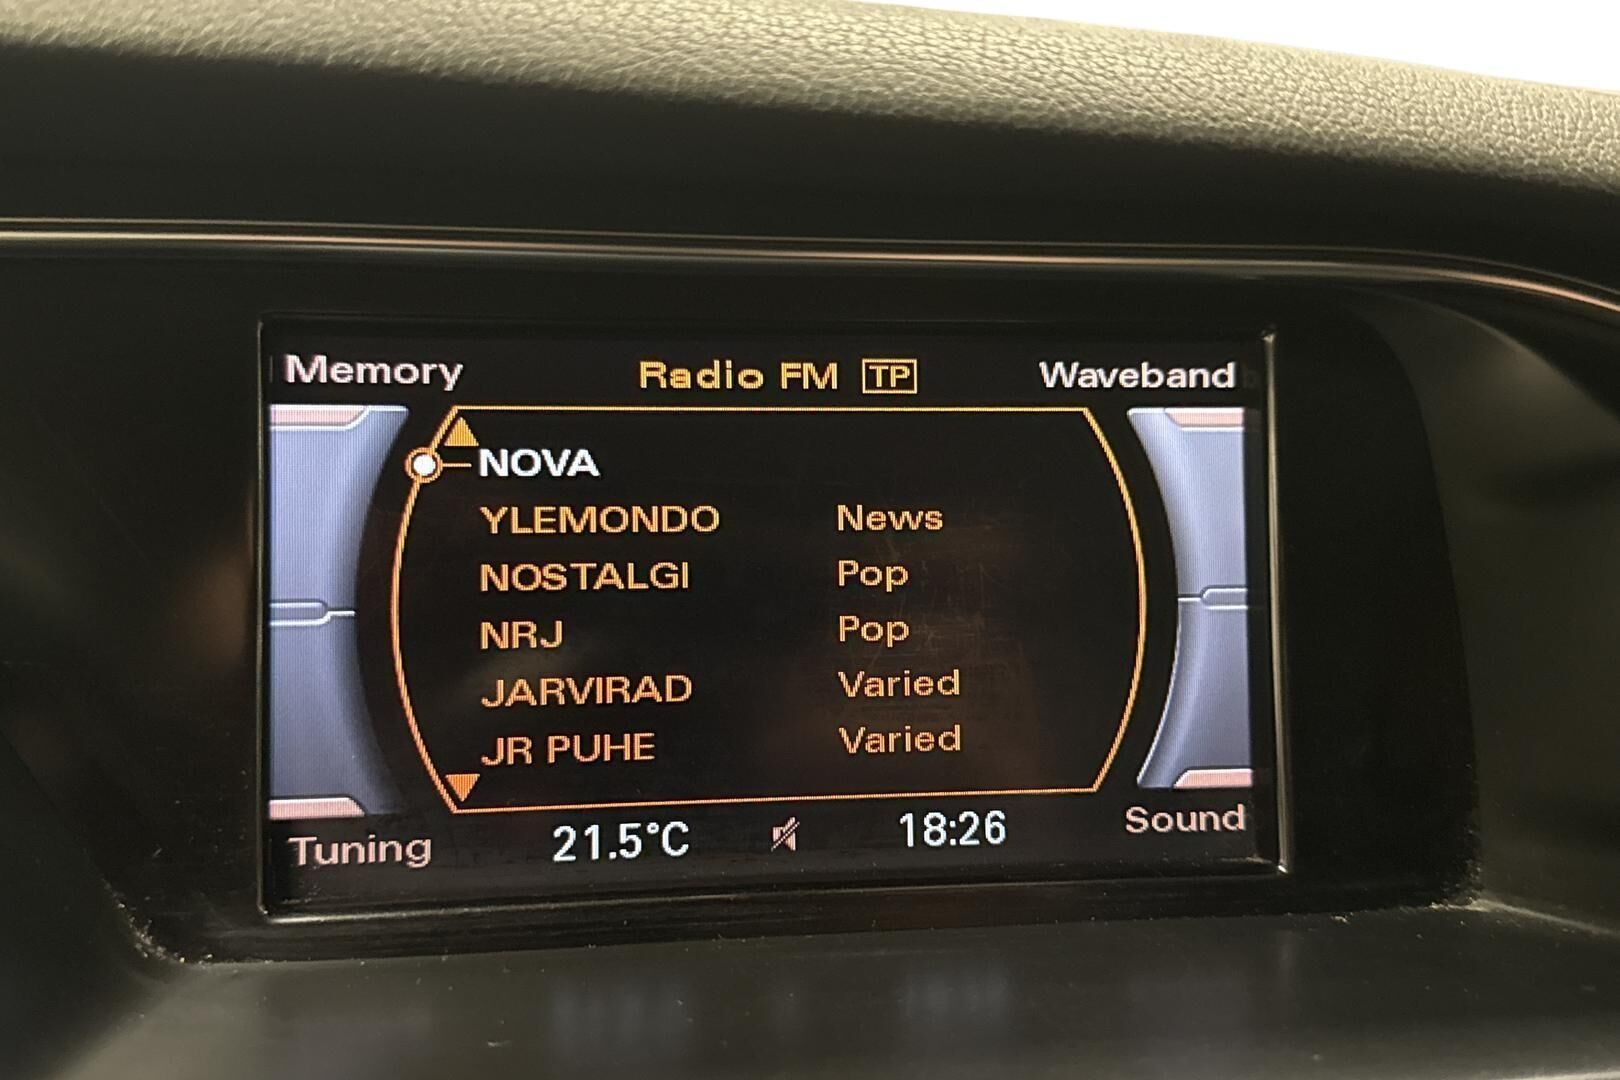 Memory Radio FM TP Waveband
NOVA
YLEMONDO News
NOSTALGI Pop
NRJ Pop
JARVIRAD Varied
JR PUHE Varied
Tuning 21.5°C 18:26 Sound